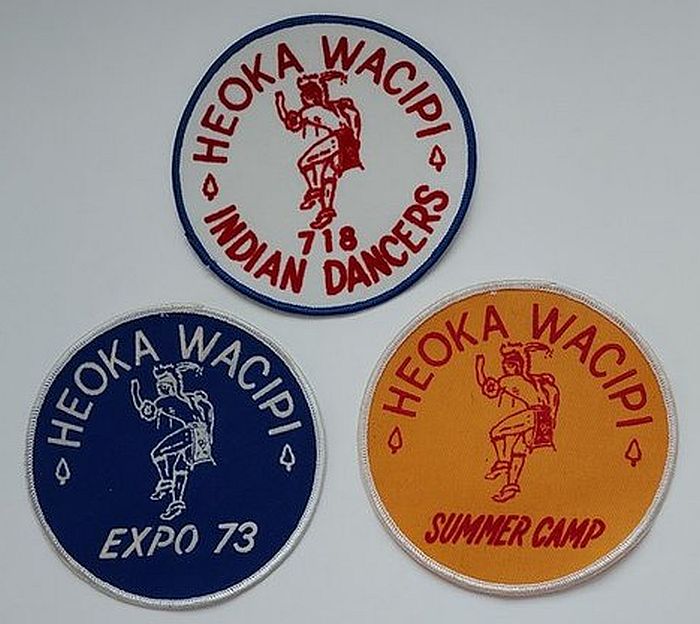 HEOKA WACIPI
718
INDIAN DANCERS
HEOKA WACIPI
EXPO 73
HEOKA WACIPI
SUMMER CAMP